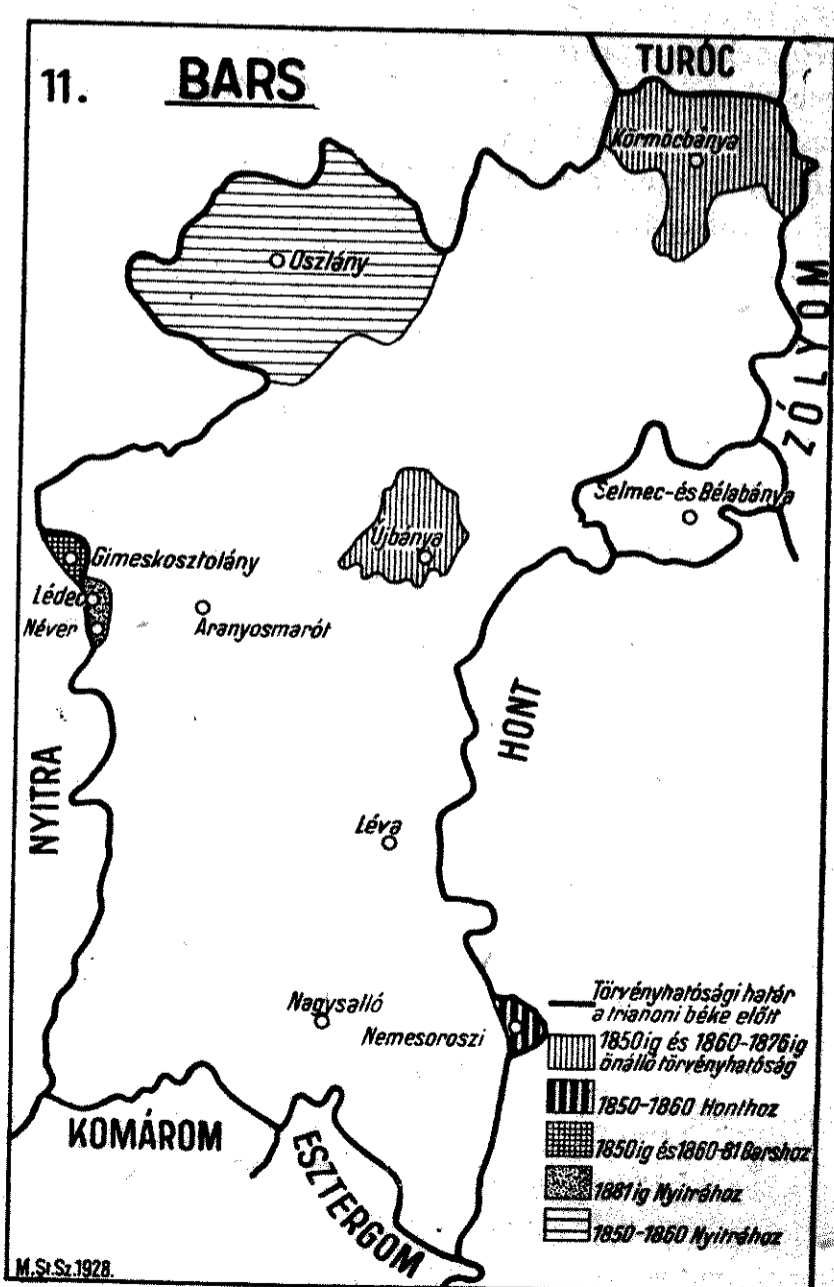 11. BARS
TURÓC
Körmöcbánya
Oszlány
ZÓLYOM
Selmec-és Bélabánya
Újbánya
Gimeskosztolány
Lédec
Néver
Aranyosmarót
HONT
NYITRA
Léva
Nagysalló
Nemesoroszi
KOMÁROM
ESZTERGOM
Törvényhatósági határ
a trianoni béke előtt
1850ig és 1860-1876ig
önálló törvényhatóság
1850-1860 Honthoz
1850ig és 1860-81 Barshoz
1881ig Nyitrához
1850-1860 Nyitrához
M.St.Sz.1928.